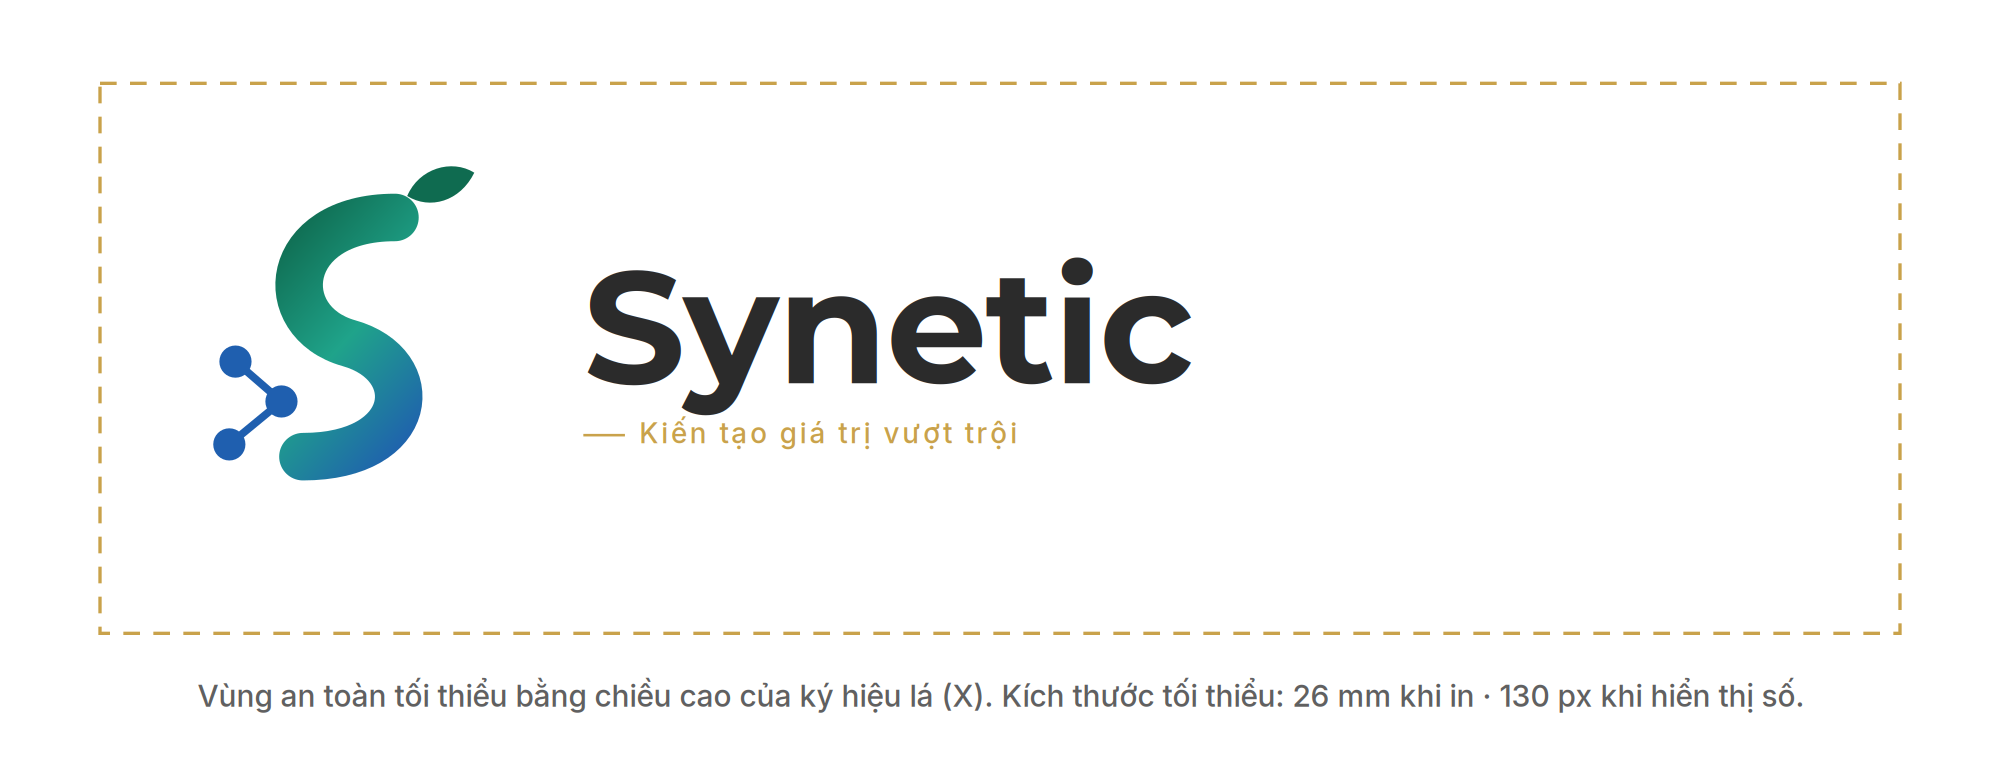 Synetic
Kiến tạo giá trị vượt trội
Vùng an toàn tối thiểu bằng chiều cao của ký hiệu lá (X). Kích thước tối thiểu: 26 mm khi in · 130 px khi hiển thị số.